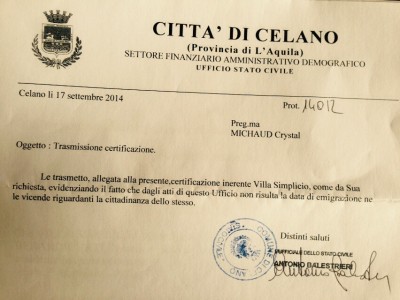 CITTA' DI CELANO
(Provincia di L'Aquila)
SETTORE FINANZIARIO AMMINISTRATIVO DEMOGRAFICO
UFFICIO STATO CIVILE
Celano li 17 settembre 2014
Prot. 14012
Preg.ma
MICHAUD Crystal
Oggetto : Trasmissione certificazione.
Le trasmetto, allegata alla presente,certificazione inerente Villa Simplicio, come da Sua
richiesta, evidenziando il fatto che dagli atti di questo Ufficio non risulta la data di emigrazione ne
le vicende riguardanti la cittadinanza dello stesso.
Distinti saluti
L'UFFICIALE DELLO STATO CIVILE
ANTONIO BALESTRIERI